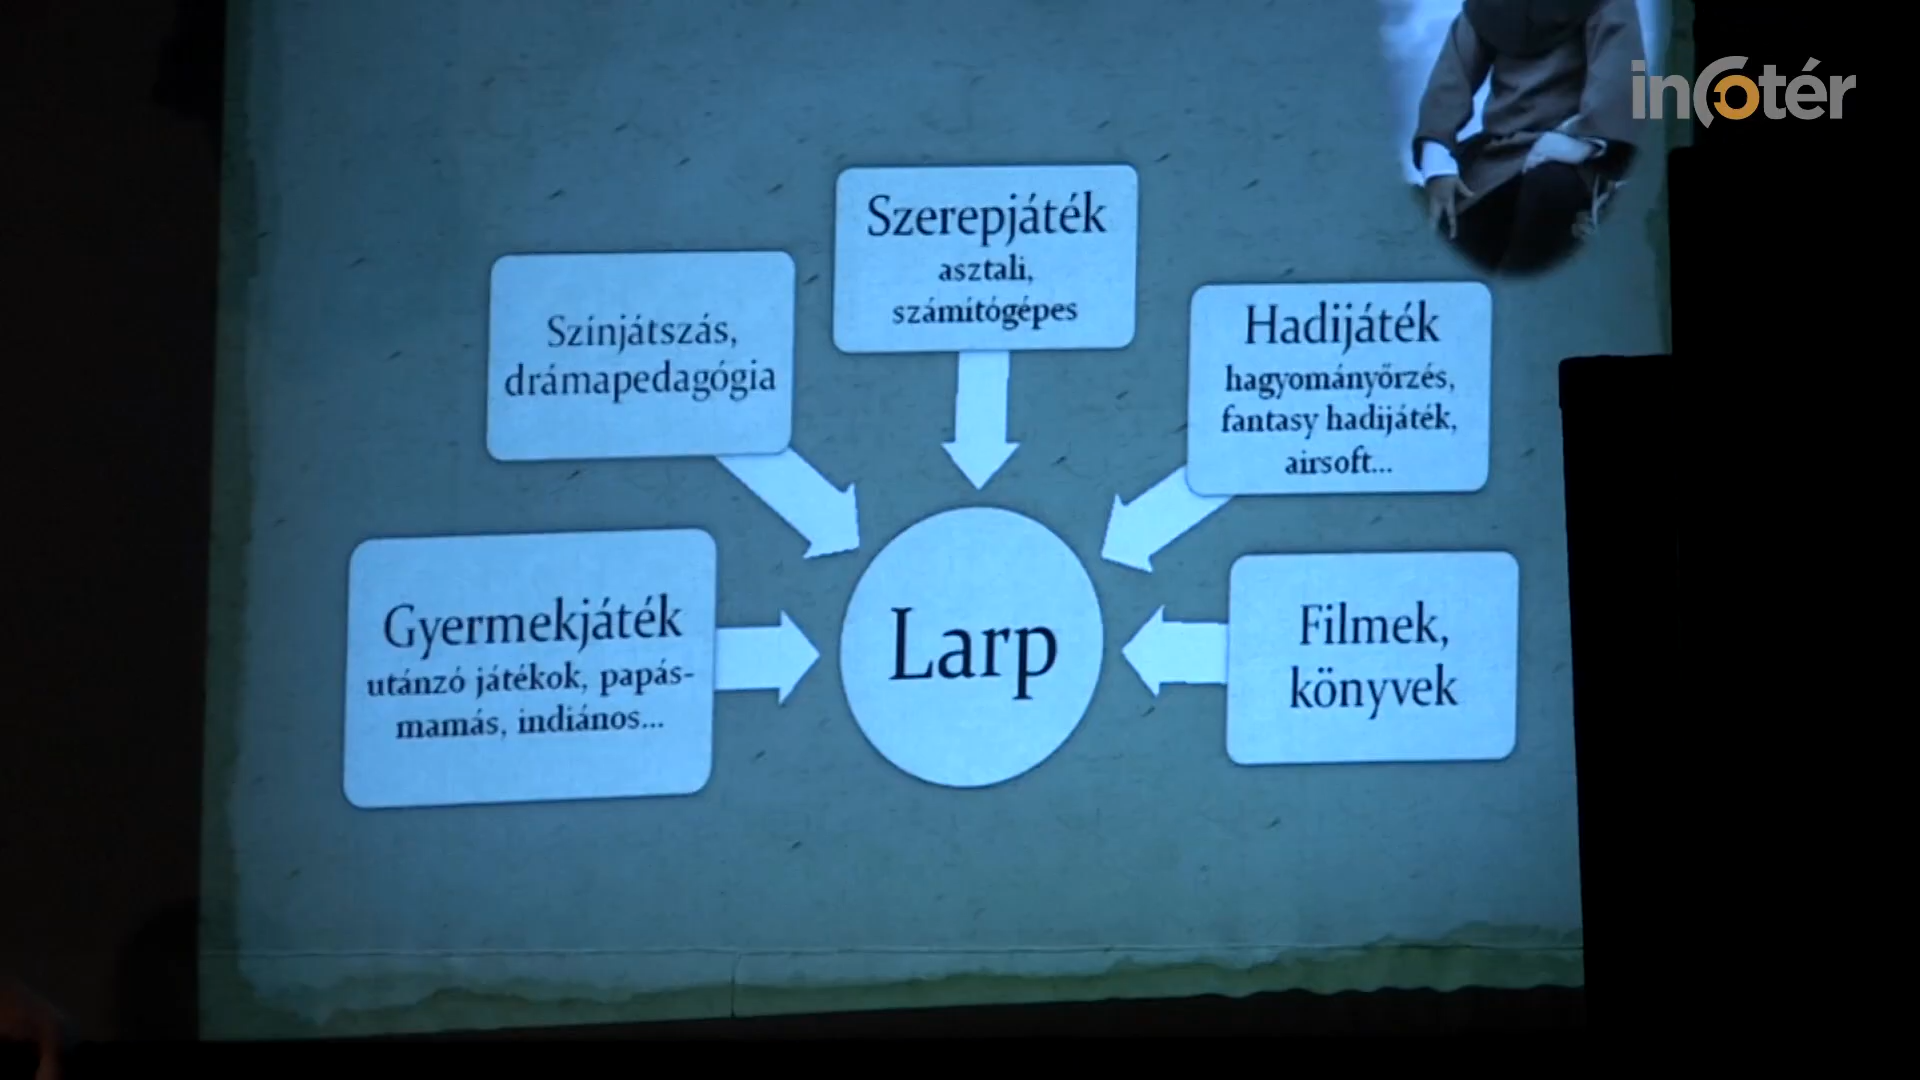 infotér
Szerepjáték
asztali,
számítógépes
Színjátszás,
drámapedagógia
Hadijáték
hagyományőrzés,
fantasy hadijáték,
airsoft...
Gyermekjáték
utánzó játékok, papás-
mamás, indiános...
Larp
Filmek,
könyvek